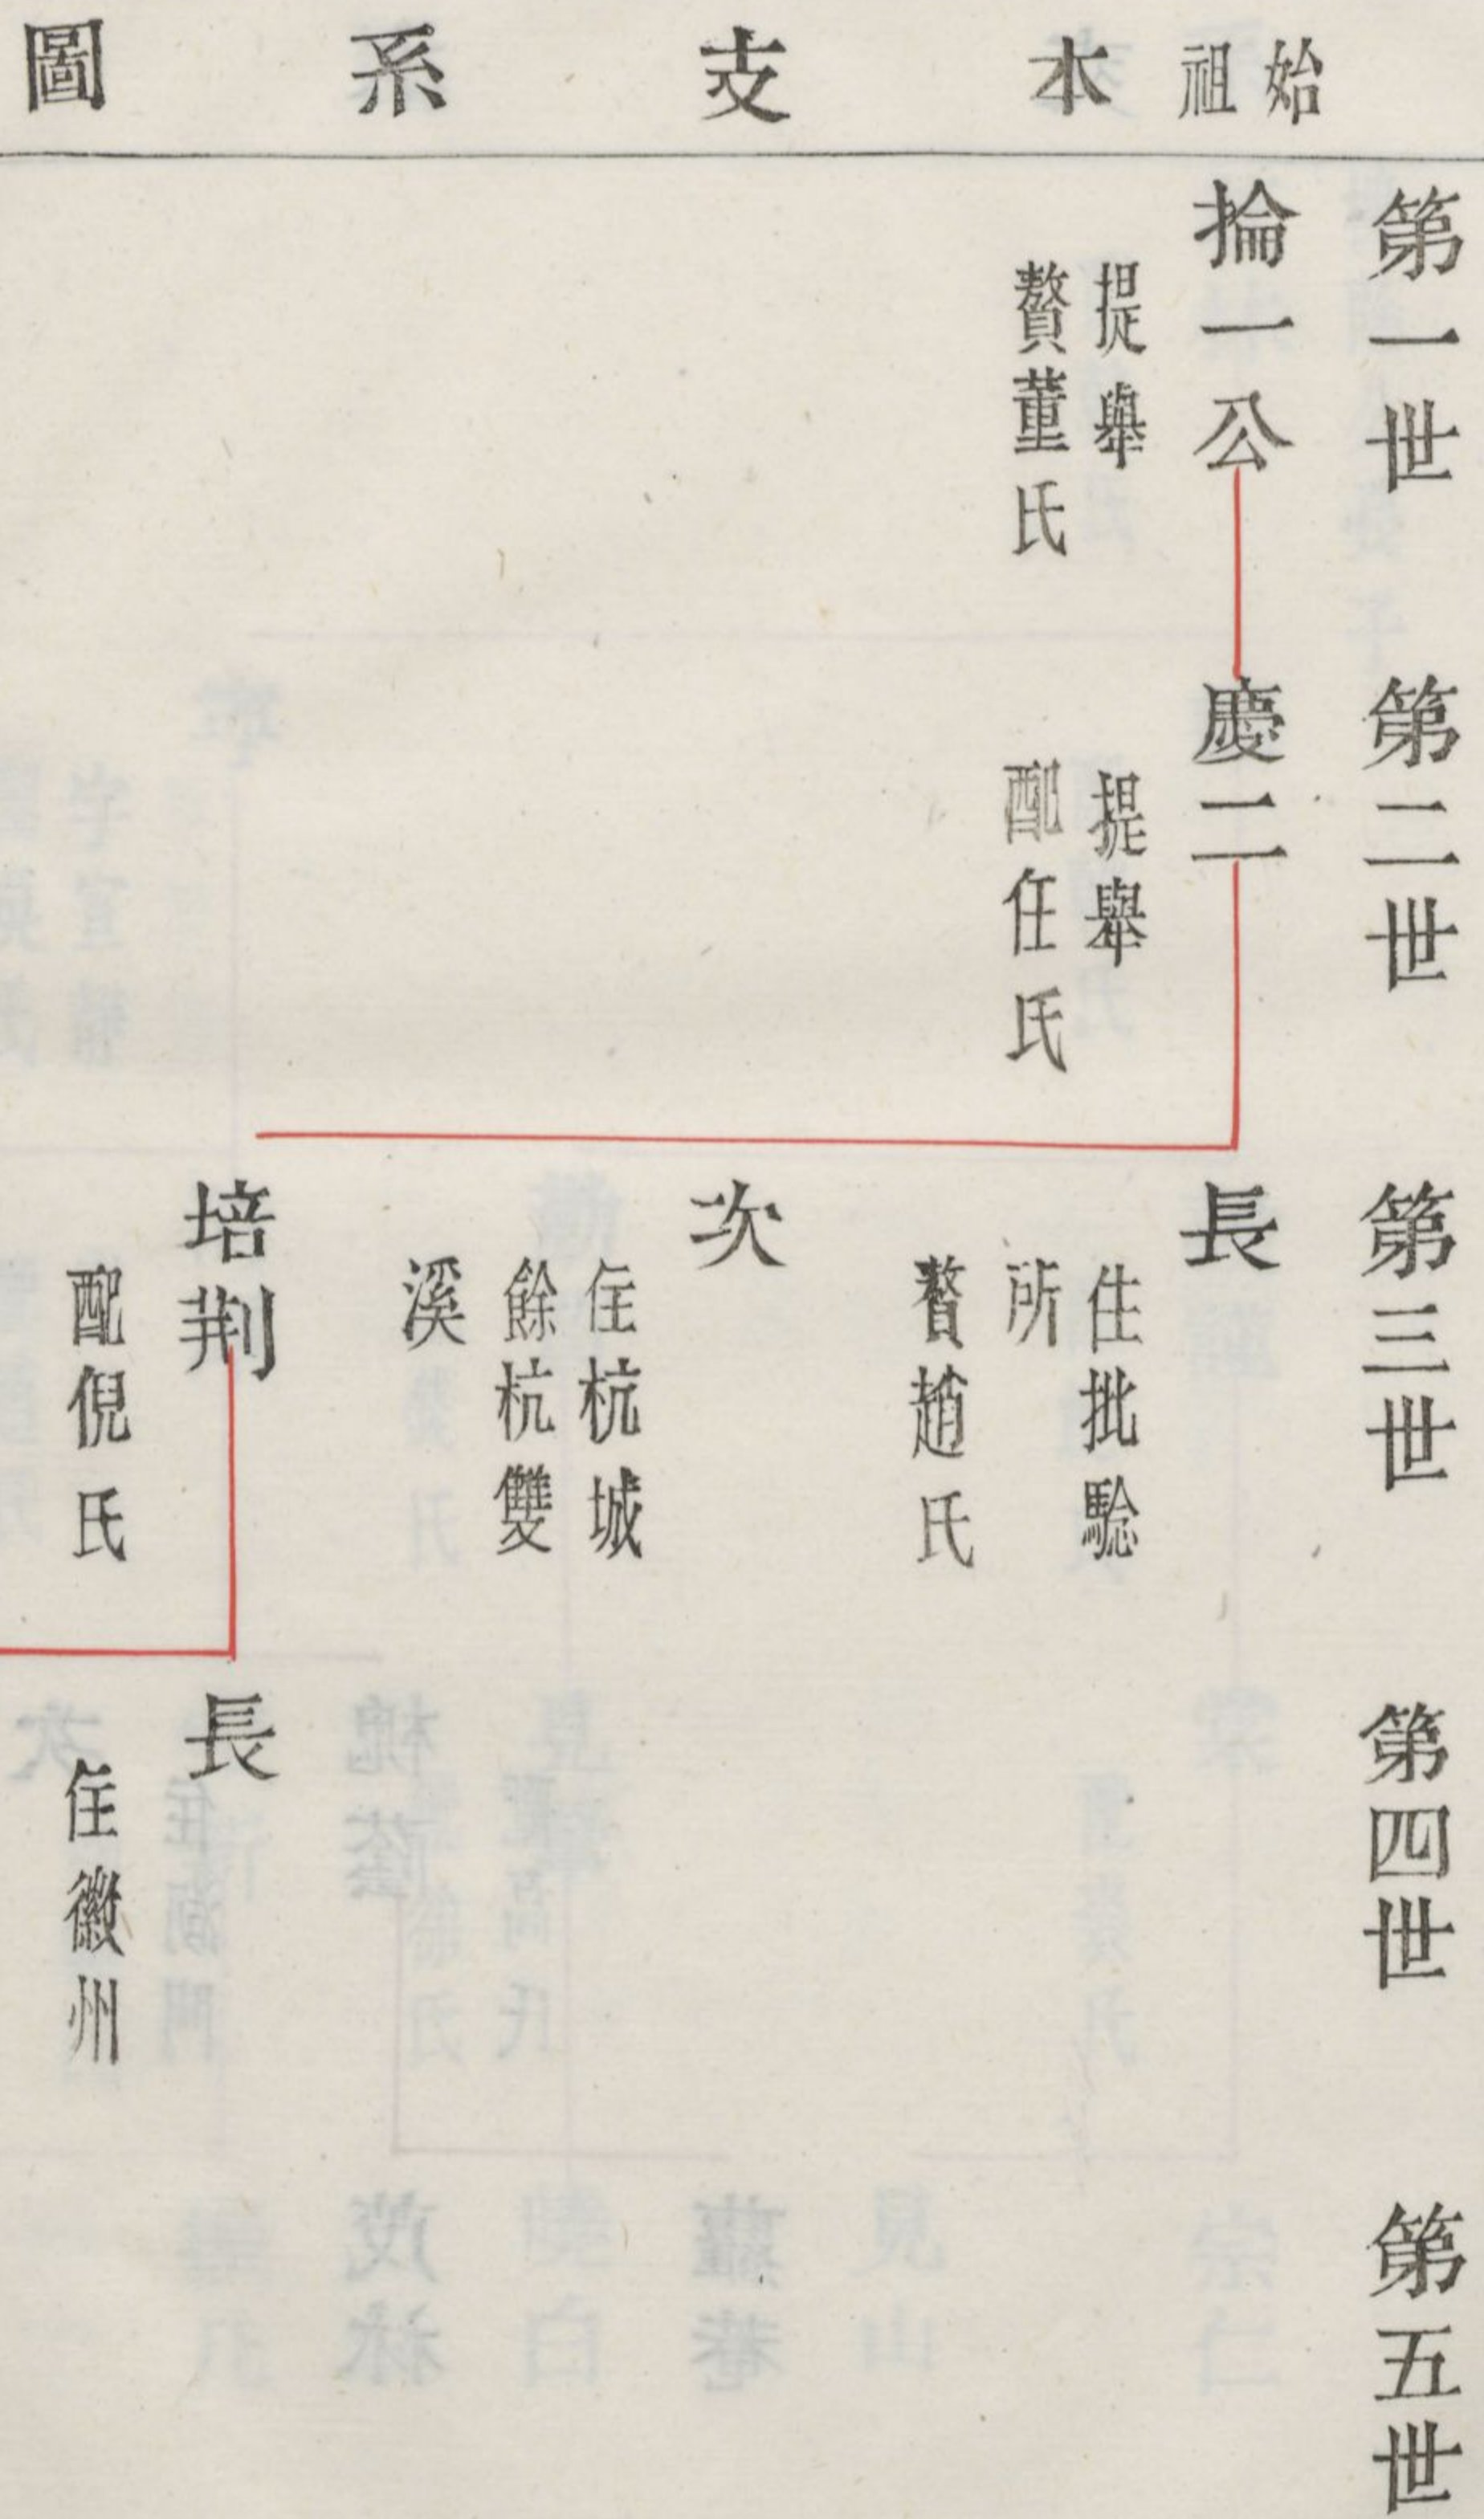 始祖
本支系圖
第一世
掄一公
提舉
贅董氏
第二世
慶二
提舉
配任氏
第三世
長
住批驗
所
贅趙氏
次
住杭城
餘杭雙
溪
培荆
配倪氏
第四世
長
住徽州
第五世